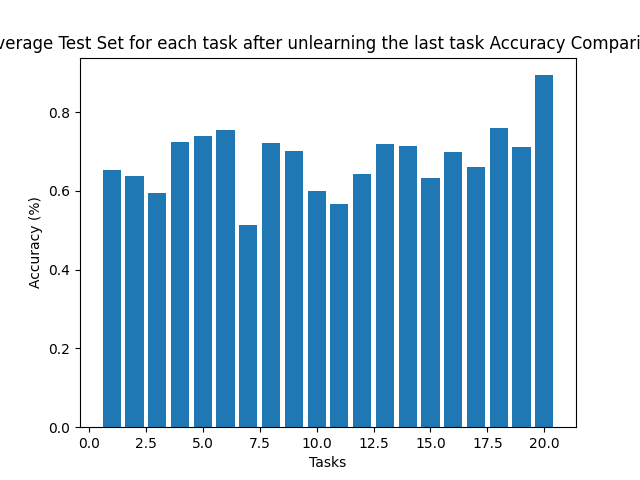 verage Test Set for each task after unlearning the last task Accuracy Compari
Accuracy (%)
0.8
0.6
0.4
0.2
0.0
0.0 2.5 5.0 7.5 10.0 12.5 15.0 17.5 20.0
Tasks